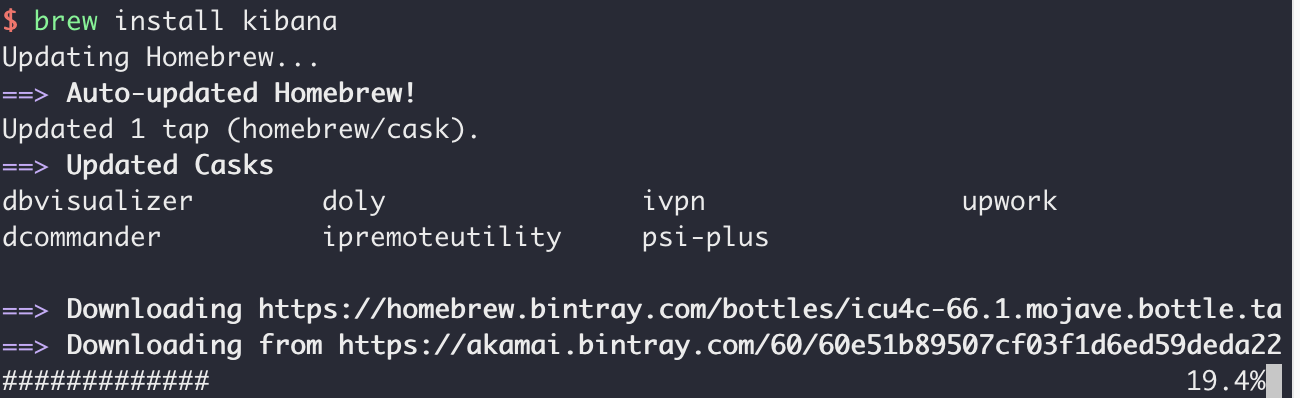 $ brew install kibana
Updating Homebrew...
==> Auto-updated Homebrew!
Updated 1 tap (homebrew/cask).
==> Updated Casks
dbvisualizer        doly                ivpn                upwork
dcommander          ipremoteutility     psi-plus
==> Downloading https://homebrew.bintray.com/bottles/icu4c-66.1.mojave.bottle.ta
==> Downloading from https://akamai.bintray.com/60/60e51b89507cf03f1d6ed59deda22
############# 19.4%